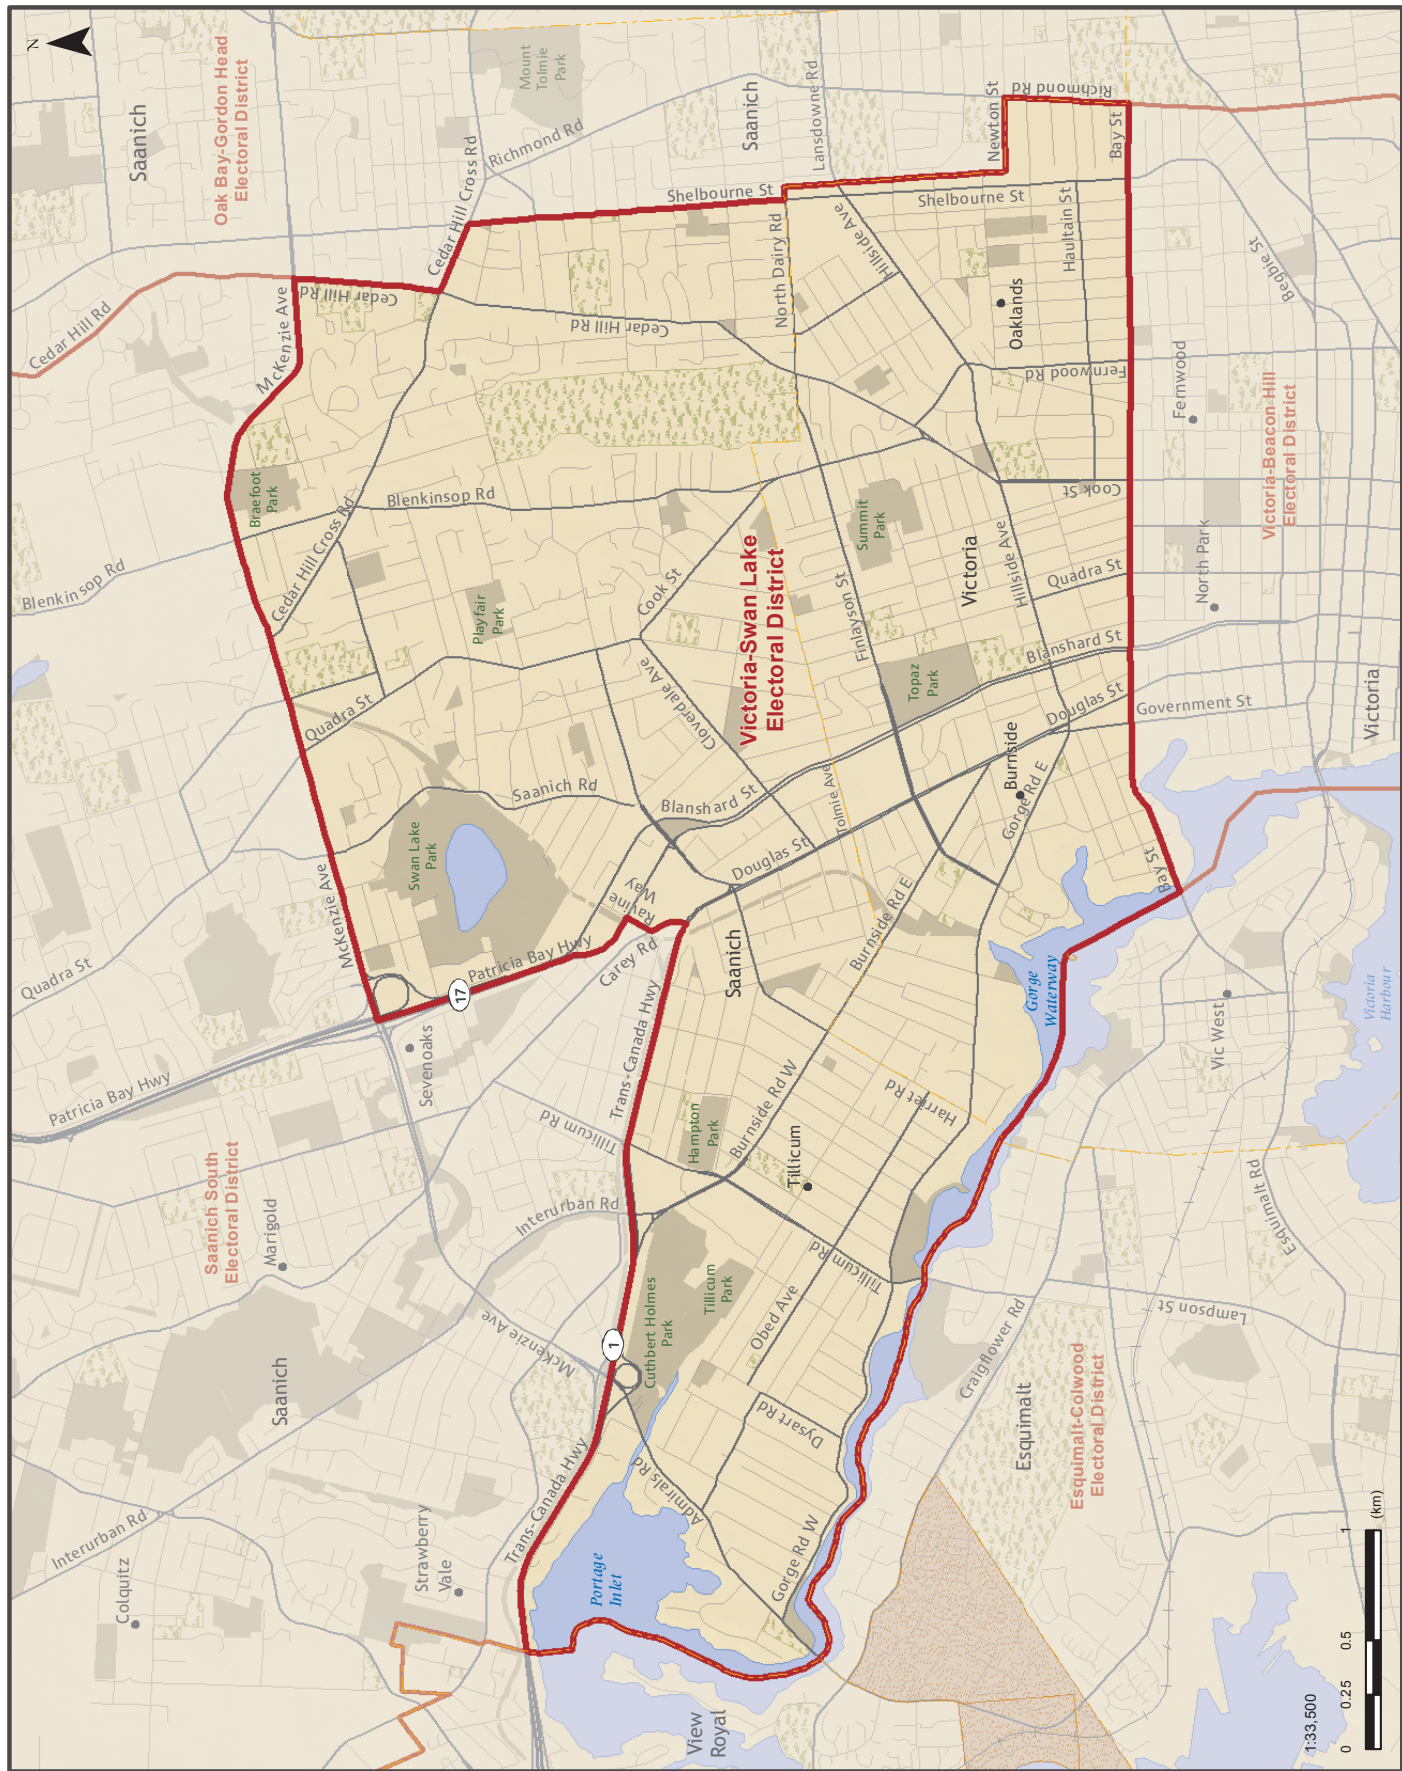 Colquitz
Interurban Rd
Quadra St
Patricia Bay Hwy
Blenkinsop Rd
Cedar Hill Rd
N
Saanich
Saanich South
Electoral District
Marigold
Saanich
Oak Bay-Gordon Head
Electoral District
McKenzie Ave
Braefoot
Park
Cedar Hill Cross Rd
Quadra St
McKenzie Ave
Cedar Hill Rd
Strawberry
Vale
Sevenoaks
Swan Lake
Park
Blenkinsop Rd
Cedar Hill Cross Rd
17
Patricia Bay Hwy
Playfair
Park
Richmond Rd
Mount
Tolmie
Park
McKenzie Ave
Interurban Rd
Tillicum Rd
Saanich Rd
Trans-Canada Hwy
Portage
Inlet
1
Trans-Canada Hwy
Carey Rd
Ravine
Way
Cook St
Cedar Hill Rd
Admirals Rd
Cuthbert Holmes
Park
Cloverdale Ave
Blanshard St
Shelbourne St
View
Royal
Tillicum
Park
Hampton
Park
Saanich
Douglas St
Victoria-Swan Lake
Electoral District
North Dairy Rd
Saanich
Gorge Rd W
Dysart Rd
Obed Ave
Tillicum Rd
Tillicum
Burnside Rd W
Tolmie Ave
Finlayson St
Lansdowne Rd
Burnside Rd E
Summit
Park
Hillside Ave
Harriet Rd
Topaz
Park
Victoria
Shelbourne St
Newton St
Craigflower Rd
Esquimalt
Gorge
Waterway
Gorge Rd E
Burnside
Hillside Ave
Oaklands
Richmond Rd
Blanshard St
Douglas St
Quadra St
Cook St
Fernwood Rd
Haultain St
Bay St
Esquimalt-Colwood
Electoral District
Bay St
Government St
Fernwood
Lampson St
Vic West
North Park
Esquimalt Rd
Victoria-Beacon Hill
Electoral District
Begbie St
Victoria
Harbour
Victoria
1:33,500
0
0.25
0.5
1
(km)